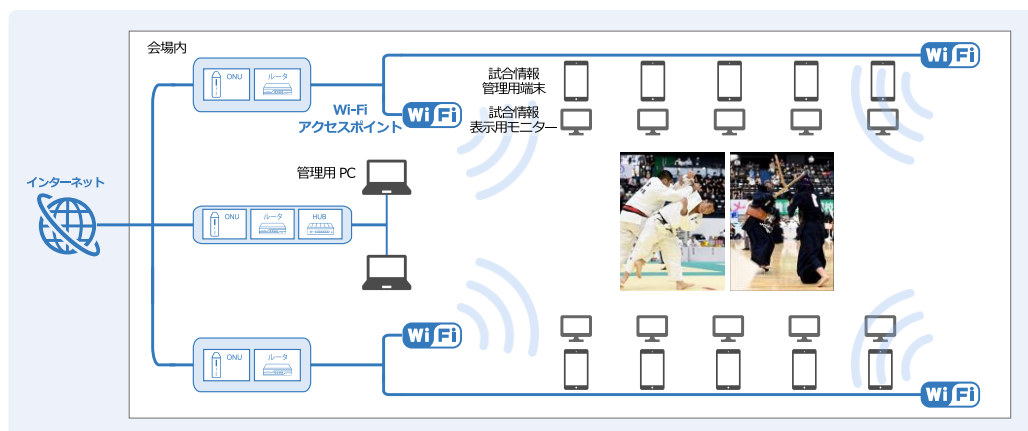 会場内
ONU
ルータ
Wi Fi
試合情報
管理用端末
Wi-Fi
アクセスポイント
Wi Fi
試合情報
表示用モニター
管理用 PC
インターネット
ONU
ルータ
HUB
Wi Fi
ONU
ルータ
Wi Fi